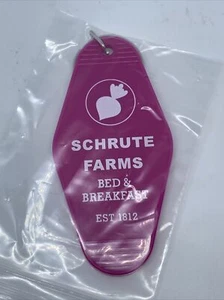 SCHRUTE
FARMS
BED &
BREAKFAST
EST 1812